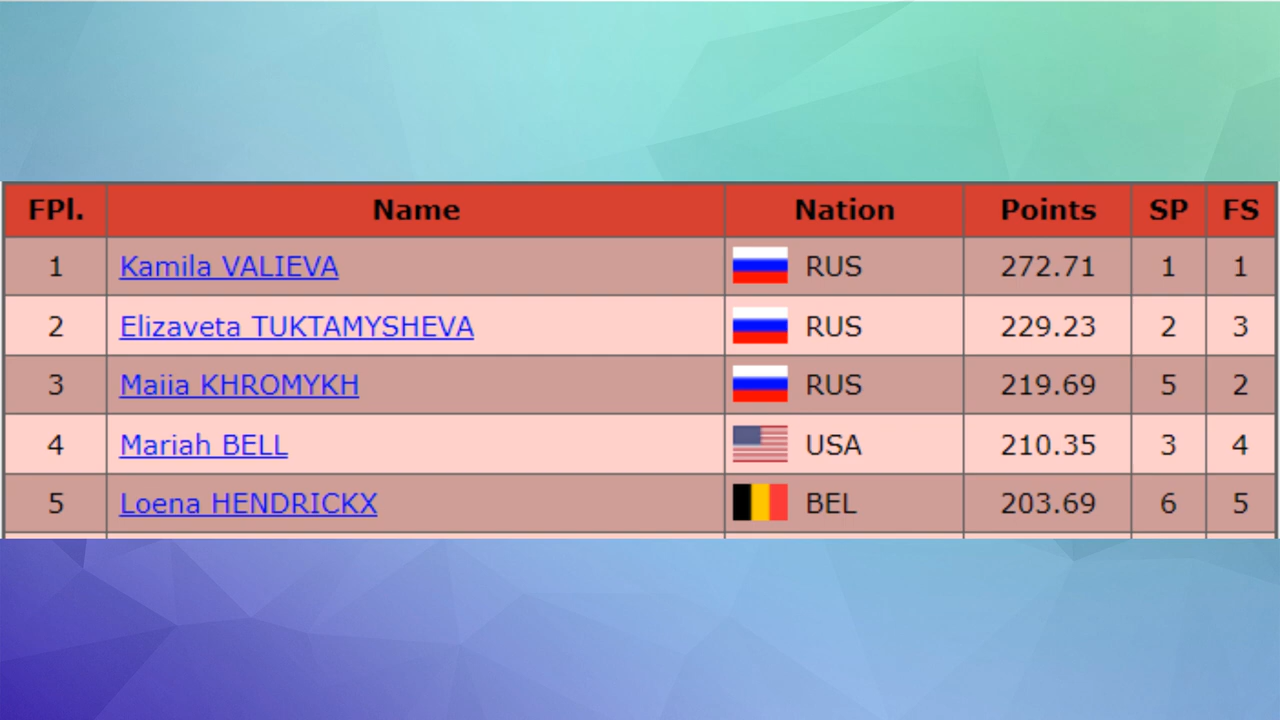 FPl. Name Nation Points SP FS
1 Kamila VALIEVA RUS 272.71 1 1
2 Elizaveta TUKTAMYSHEVA RUS 229.23 2 3
3 Maiia KHROMYKH RUS 219.69 5 2
4 Mariah BELL USA 210.35 3 4
5 Loena HENDRICKX BEL 203.69 6 5